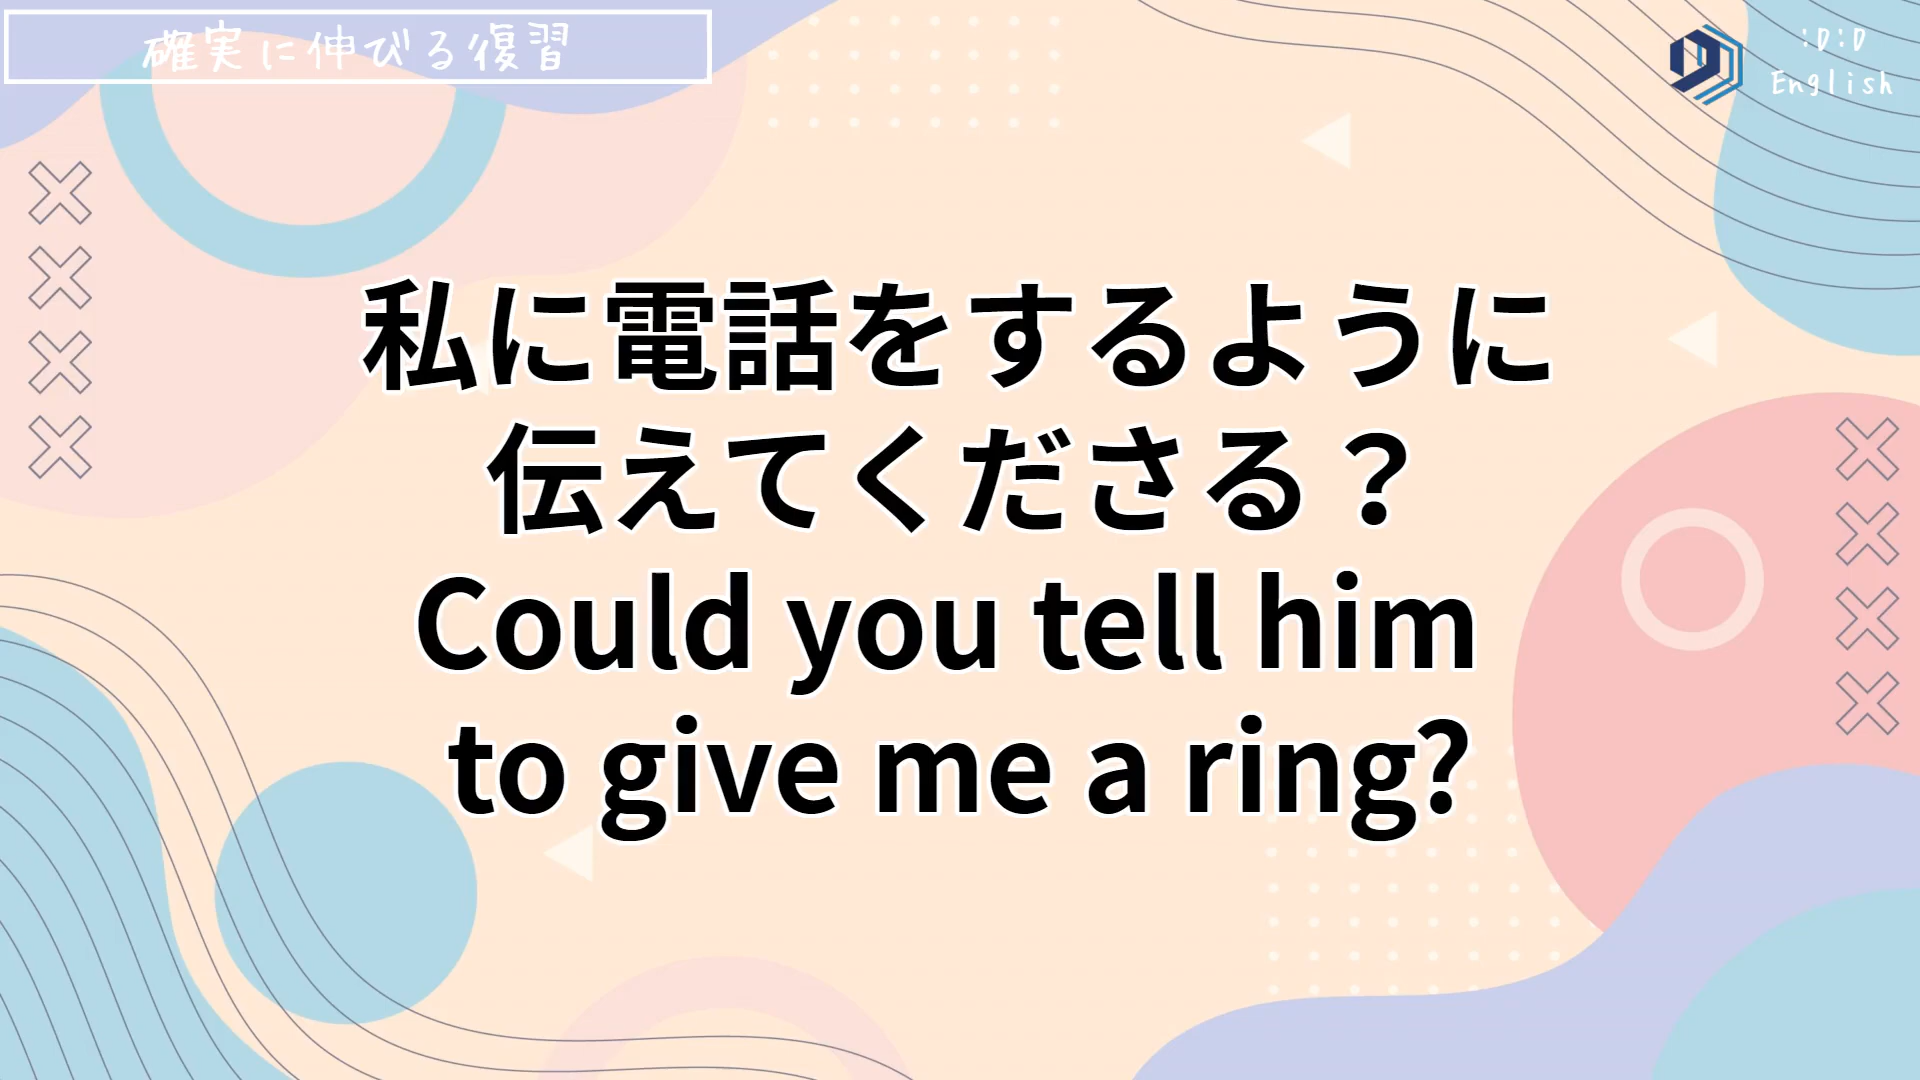 確実に伸びる復習
:D:D
English
私に電話をするように
伝えてくださる？
Could you tell him
to give me a ring?